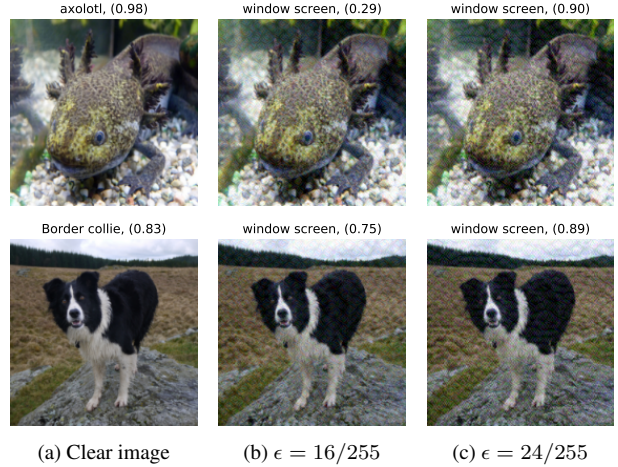 axolotl, (0.98) window screen, (0.29) window screen, (0.90)
Border collie, (0.83) window screen, (0.75) window screen, (0.89)
(a) Clear image (b) ϵ = 16/255 (c) ϵ = 24/255